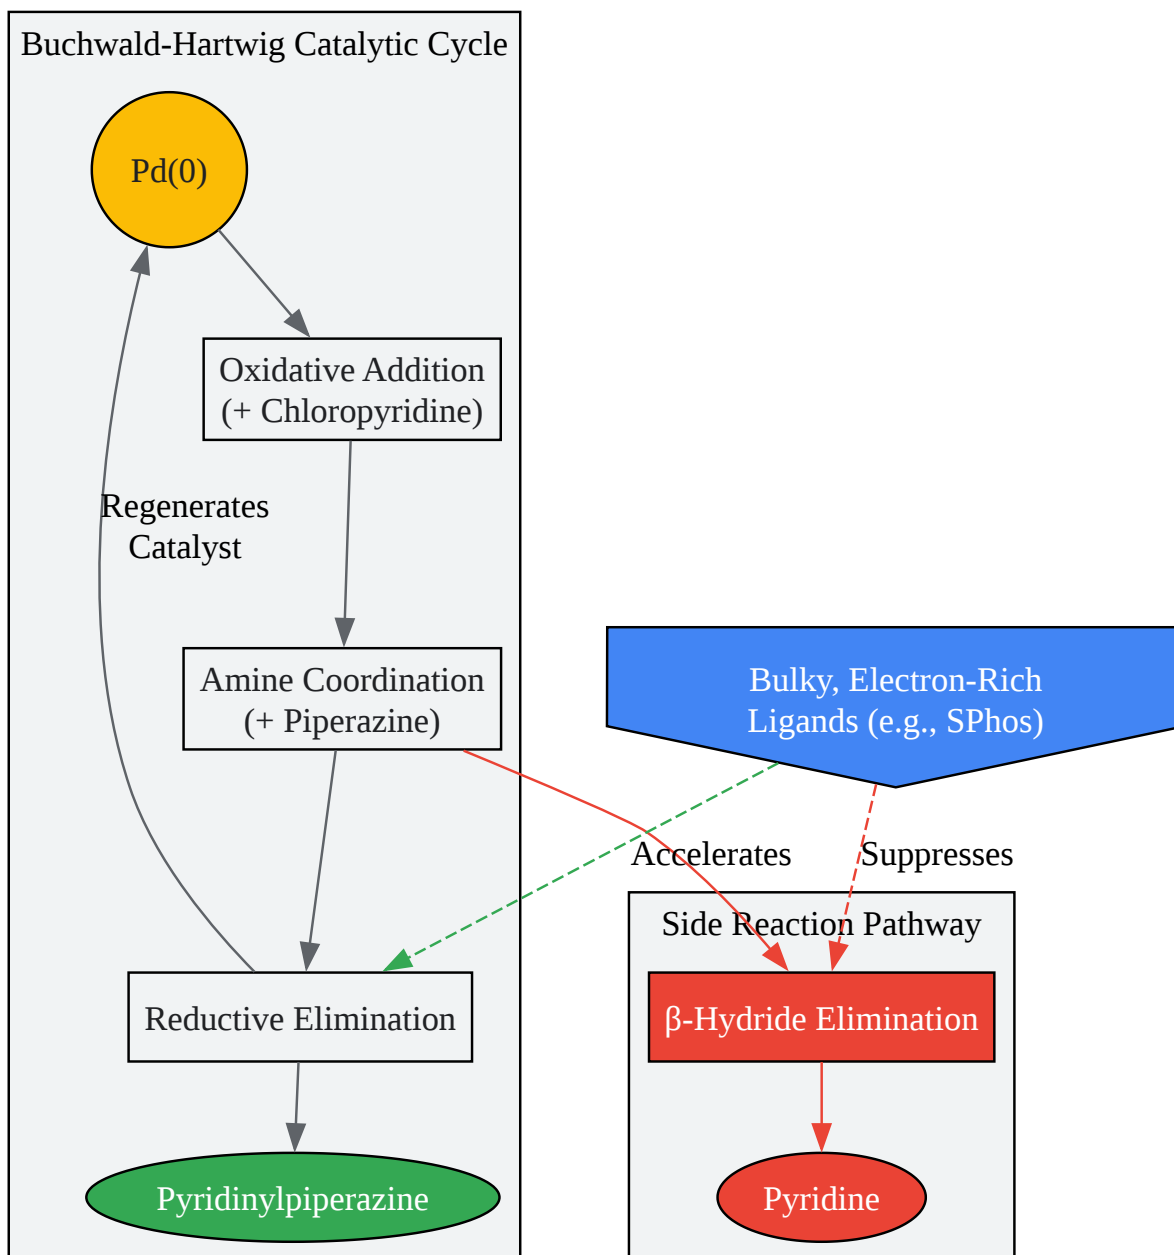 Buchwald-Hartwig Catalytic Cycle
Pd(0)
Oxidative Addition
(+ Chloropyridine)
Regenerates
Catalyst
Amine Coordination
(+ Piperazine)
Bulky, Electron-Rich
Ligands (e.g., SPhos)
Accelerates
Suppresses
Side Reaction Pathway
Reductive Elimination
β-Hydride Elimination
Pyridinylpiperazine
Pyridine